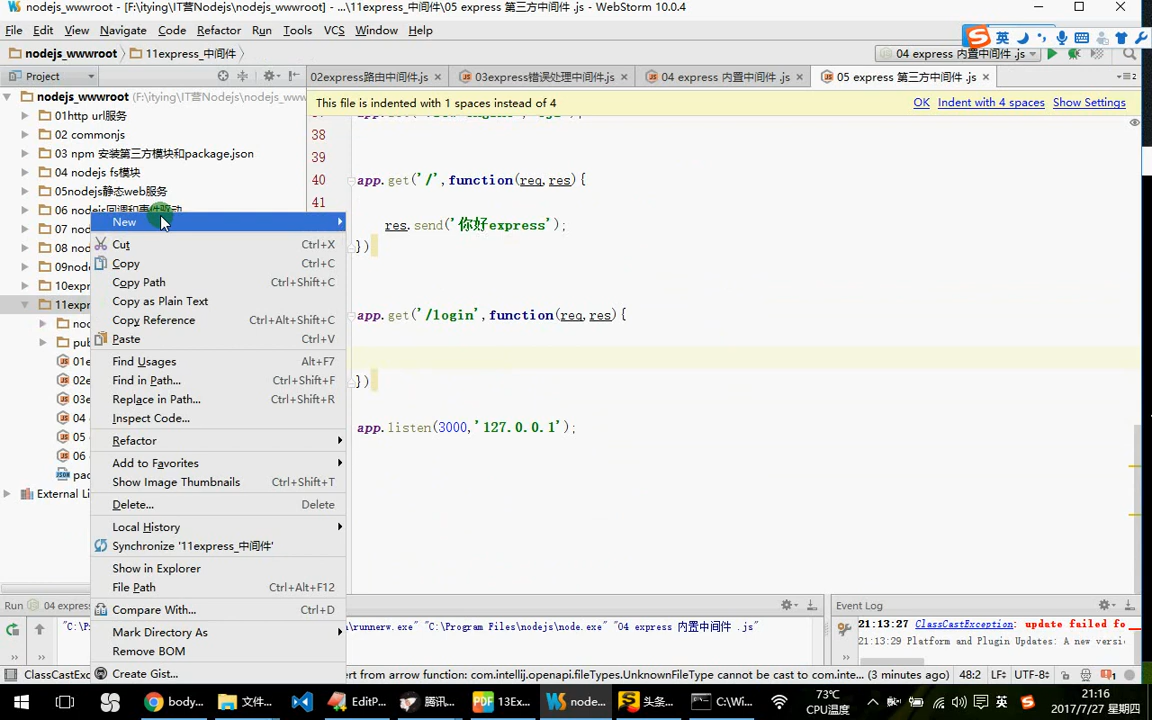 nodejs_wwwroot - [F:\itying\IT营Nodejs\nodejs_wwwroot] - ...\11express_中间件\05 express 第三方中间件 .js - WebStorm 10.0.4
File Edit View Navigate Code Refactor Run Tools VCS Window Help
英
nodejs_wwwroot 11express_中间件 04 express 内置中间件 .js
Project
02express路由中间件.js 03express错误处理中间件.js 04 express 内置中间件 .js 05 express 第三方中间件 .js
nodejs_wwwroot (F:\itying\IT营Nodejs\nodejs_ww
This file is indented with 1 spaces instead of 4 OK Indent with 4 spaces Show Settings
01http url服务
02 commonjs
03 npm 安装第三方模块和package.json
04 nodejs fs模块
05nodejs静态web服务
06 nodejs回调和事件驱动
07 nod
08 nod
09nod
10expre
11expr
nod
pub
01e
02e
03e
04
05
06
pac
External Li
New
Cut Ctrl+X
Copy Ctrl+C
Copy Path Ctrl+Shift+C
Copy as Plain Text
Copy Reference Ctrl+Alt+Shift+C
Paste Ctrl+V
Find Usages Alt+F7
Find in Path... Ctrl+Shift+F
Replace in Path... Ctrl+Shift+R
Inspect Code...
Refactor
Add to Favorites
Show Image Thumbnails Ctrl+Shift+T
Delete... Delete
Local History
Synchronize '11express_中间件'
Show in Explorer
File Path Ctrl+Alt+F12
Compare With... Ctrl+D
Mark Directory As
Remove BOM
Create Gist...
38
39
40 app.get('/',function(req,res){
41
res.send('你好express');
})
app.get('/login',function(req,res){
})
app.listen(3000,'127.0.0.1');
Run 04 expres
"C:\P n\runnerw.exe" "C:\Program Files\nodejs\node.exe" "04 express 内置中间件 .js"
Event Log
21:13:27 ClassCastException: update failed fo
21:13:29 Platform and Plugin Updates: A new versi
ClassCastEx rt from arrow function: com.intellij.openapi.fileTypes.UnknownFileType cannot be cast to com.inte (3 minutes ago) 48:2 LF÷ UTF-8÷
body... 文件... EditP... 腾讯... 13Ex... node... 头条... C:\Wi... 73℃ CPU温度 英 21:16 2017/7/27 星期四